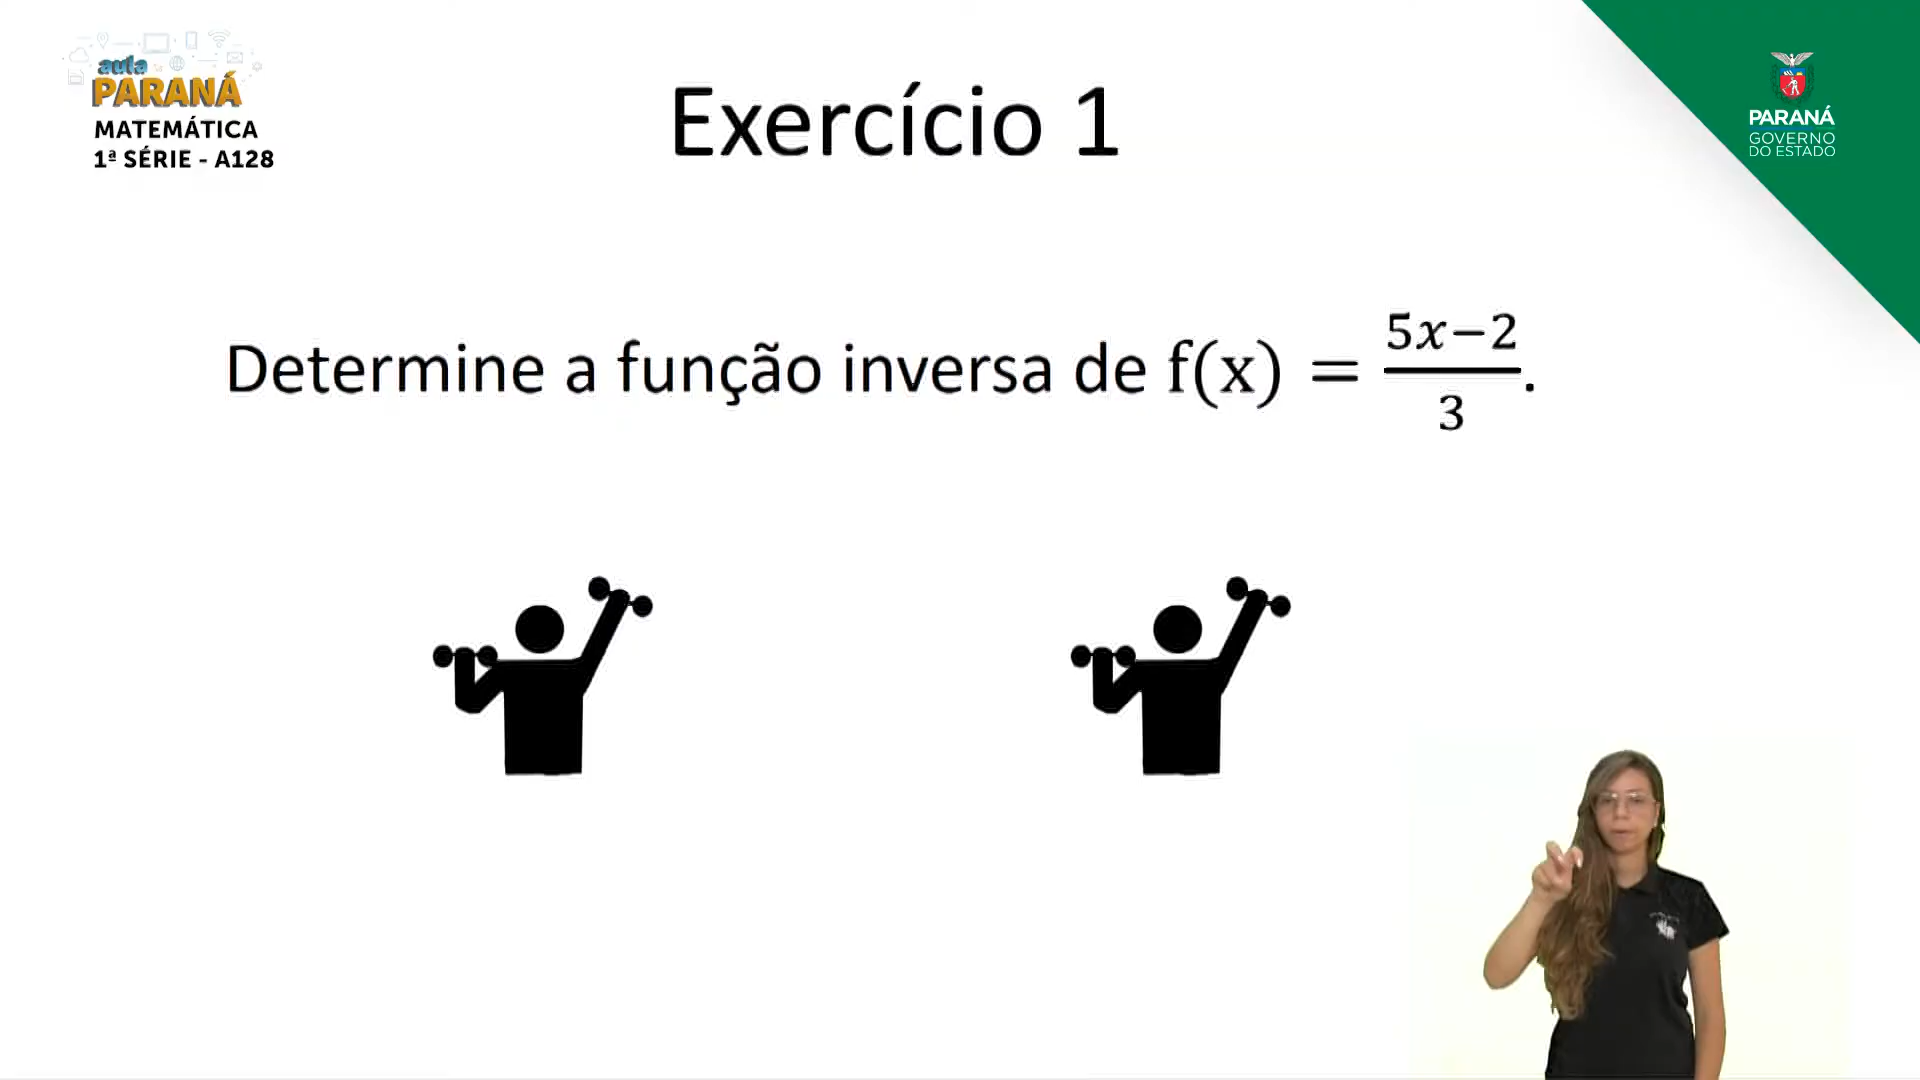 aula
PARANÁ
MATEMÁTICA
1ª SÉRIE - A128
Exercício 1
PARANÁ
GOVERNO
DO ESTADO
Determine a função inversa de f(x) = \frac{5x-2}{3}.